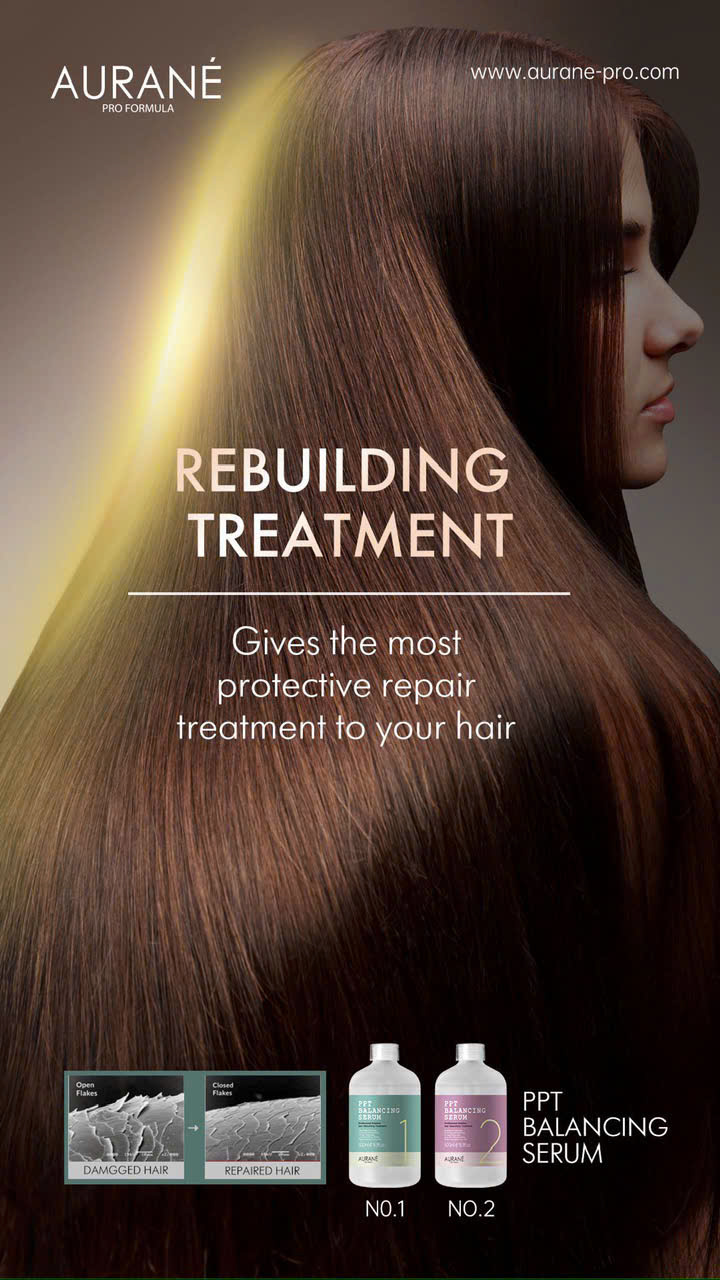 AURANÉ
PRO FORMULA
www.aurane-pro.com
REBUILDING
TREATMENT
Gives the most
protective repair
treatment to your hair
Open
Flakes
Closed
Flakes
DAMGGED HAIR
REPAIRED HAIR
PPT
BALANCING
SERUM
1
AURANÉ
PPT
BALANCING
SERUM
2
AURANÉ
PPT
BALANCING
SERUM
N0.1
NO.2